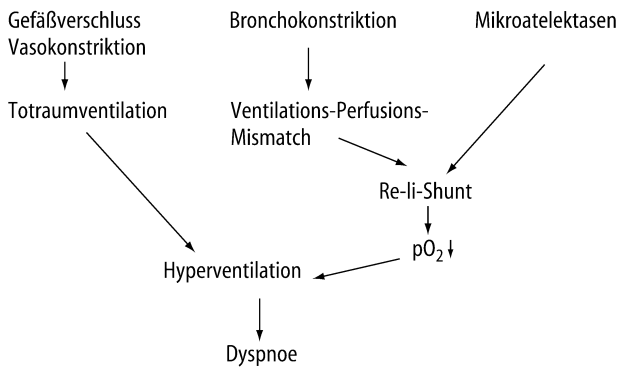 Gefäßverschluss
Vasokonstriktion
Bronchokonstriktion
Mikroatelektasen
Totraumventilation
Ventilations-Perfusions-
Mismatch
Re-li-Shunt
pO₂↓
Hyperventilation
Dyspnoe